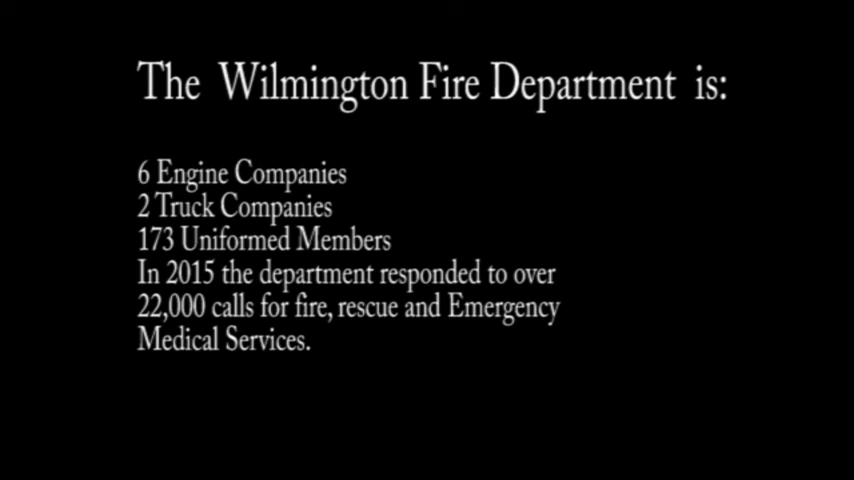 The Wilmington Fire Department is:
6 Engine Companies
2 Truck Companies
173 Uniformed Members
In 2015 the department responded to over
22,000 calls for fire, rescue and Emergency
Medical Services.